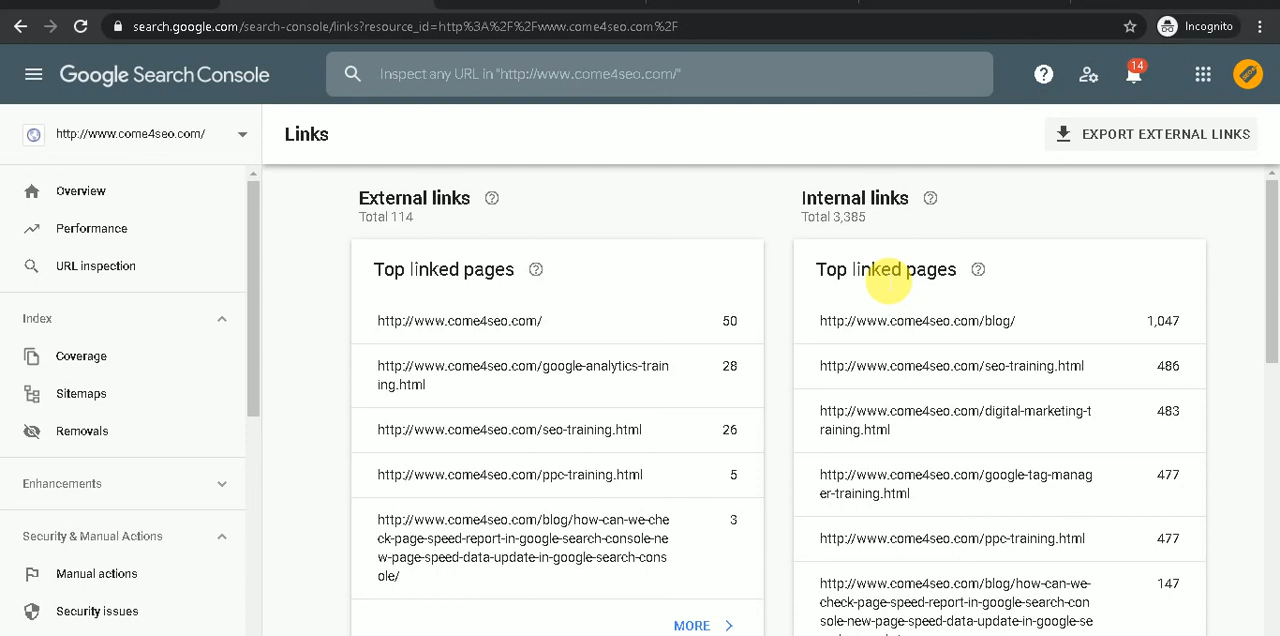 search.google.com/search-console/links?resource_id=http%3A%2F%2Fwww.come4seo.com%2F
Incognito
Google Search Console
Inspect any URL in "http://www.come4seo.com/"
14
http://www.come4seo.com/
Links
EXPORT EXTERNAL LINKS
Overview
Performance
URL inspection
Index
Coverage
Sitemaps
Removals
Enhancements
Security & Manual Actions
Manual actions
Security issues
External links
Total 114
Top linked pages
http://www.come4seo.com/ 50
http://www.come4seo.com/google-analytics-train 28
ing.html
http://www.come4seo.com/seo-training.html 26
http://www.come4seo.com/ppc-training.html 5
http://www.come4seo.com/blog/how-can-we-che 3
ck-page-speed-report-in-google-search-console-ne
w-page-speed-data-update-in-google-search-cons
ole/
MORE
Internal links
Total 3,385
Top linked pages
http://www.come4seo.com/blog/ 1,047
http://www.come4seo.com/seo-training.html 486
http://www.come4seo.com/digital-marketing-t 483
raining.html
http://www.come4seo.com/google-tag-manag 477
er-training.html
http://www.come4seo.com/ppc-training.html 477
http://www.come4seo.com/blog/how-can-we- 147
check-page-speed-report-in-google-search-con
sole-new-page-speed-data-update-in-google-se